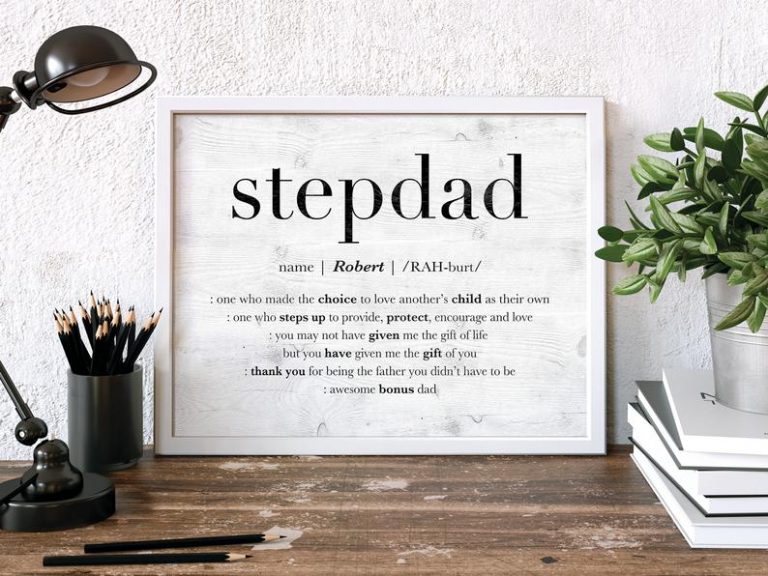 stepdad
name | Robert | /RAH-burt/
: one who made the choice to love another's child as their own
: one who steps up to provide, protect, encourage and love
: you may not have given me the gift of life
but you have given me the gift of you
: thank you for being the father you didn't have to be
: awesome bonus dad